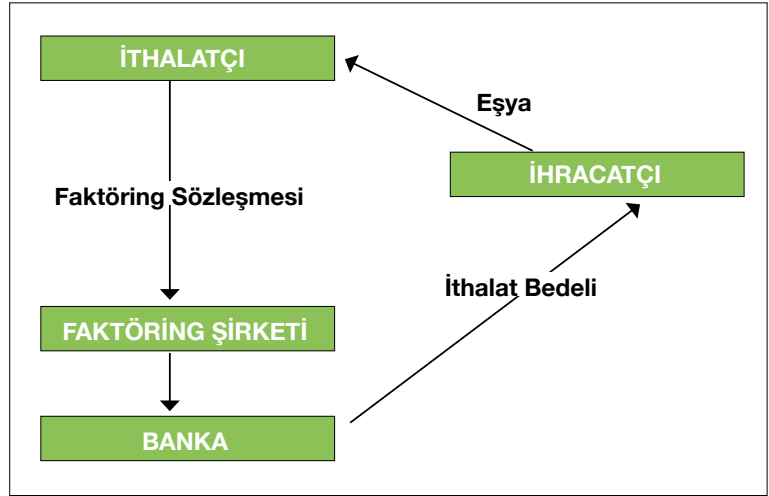 İTHALATÇI
Eşya
İHRACATÇI
Faktöring Sözleşmesi
İthalat Bedeli
FAKTÖRİNG ŞİRKETİ
BANKA